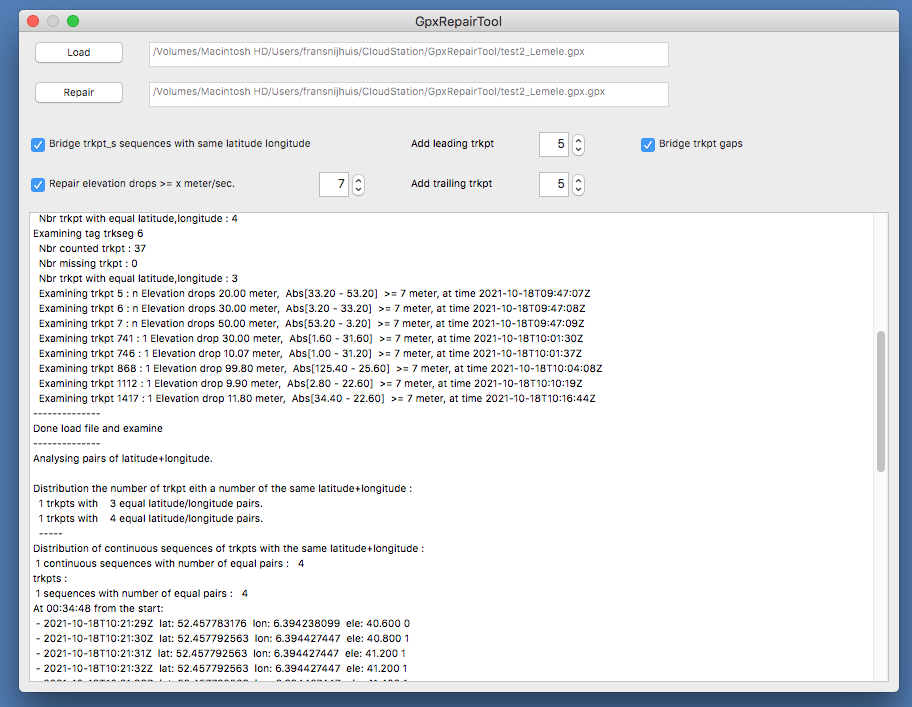 GpxRepairTool
Load
/Volumes/Macintosh HD/Users/fransnijhuis/CloudStation/GpxRepairTool/test2_Lemele.gpx
Repair
/Volumes/Macintosh HD/Users/fransnijhuis/CloudStation/GpxRepairTool/test2_Lemele.gpx.gpx
Bridge trkpt_s sequences with same latitude longitude
Add leading trkpt
5
Bridge trkpt gaps
Repair elevation drops >= x meter/sec.
7
Add trailing trkpt
5
Nbr trkpt with equal latitude,longitude : 4
Examining tag trkseg 6
Nbr counted trkpt : 37
Nbr missing trkpt : 0
Nbr trkpt with equal latitude,longitude : 3
Examining trkpt 5 : n Elevation drops 20.00 meter,  Abs[33.20 - 53.20]  >= 7 meter, at time 2021-10-18T09:47:07Z
Examining trkpt 6 : n Elevation drops 30.00 meter,  Abs[3.20 - 33.20]  >= 7 meter, at time 2021-10-18T09:47:08Z
Examining trkpt 7 : n Elevation drops 50.00 meter,  Abs[53.20 - 3.20]  >= 7 meter, at time 2021-10-18T09:47:09Z
Examining trkpt 741 : 1 Elevation drop 30.00 meter,  Abs[1.60 - 31.60]  >= 7 meter, at time 2021-10-18T10:01:30Z
Examining trkpt 746 : 1 Elevation drop 10.07 meter,  Abs[1.00 - 31.20]  >= 7 meter, at time 2021-10-18T10:01:37Z
Examining trkpt 868 : 1 Elevation drop 99.80 meter,  Abs[125.40 - 25.60]  >= 7 meter, at time 2021-10-18T10:04:08Z
Examining trkpt 1112 : 1 Elevation drop 9.90 meter,  Abs[2.80 - 22.60]  >= 7 meter, at time 2021-10-18T10:10:19Z
Examining trkpt 1417 : 1 Elevation drop 11.80 meter,  Abs[34.40 - 22.60]  >= 7 meter, at time 2021-10-18T10:16:44Z
--------------
Done load file and examine
--------------
Analysing pairs of latitude+longitude.
Distribution the number of trkpt eith a number of the same latitude+longitude :
1 trkpts with    3 equal latitude/longitude pairs.
1 trkpts with    4 equal latitude/longitude pairs.
-----
Distribution of continuous sequences of trkpts with the same latitude+longitude :
1 continuous sequences with number of equal pairs :   4
trkpts :
1 sequences with number of equal pairs :   4
At 00:34:48 from the start:
- 2021-10-18T10:21:29Z  lat: 52.457783176  lon: 6.394238099  ele: 40.600 0
- 2021-10-18T10:21:30Z  lat: 52.457792563  lon: 6.394427447  ele: 40.800 1
- 2021-10-18T10:21:31Z  lat: 52.457792563  lon: 6.394427447  ele: 41.200 1
- 2021-10-18T10:21:32Z  lat: 52.457792563  lon: 6.394427447  ele: 41.200 1